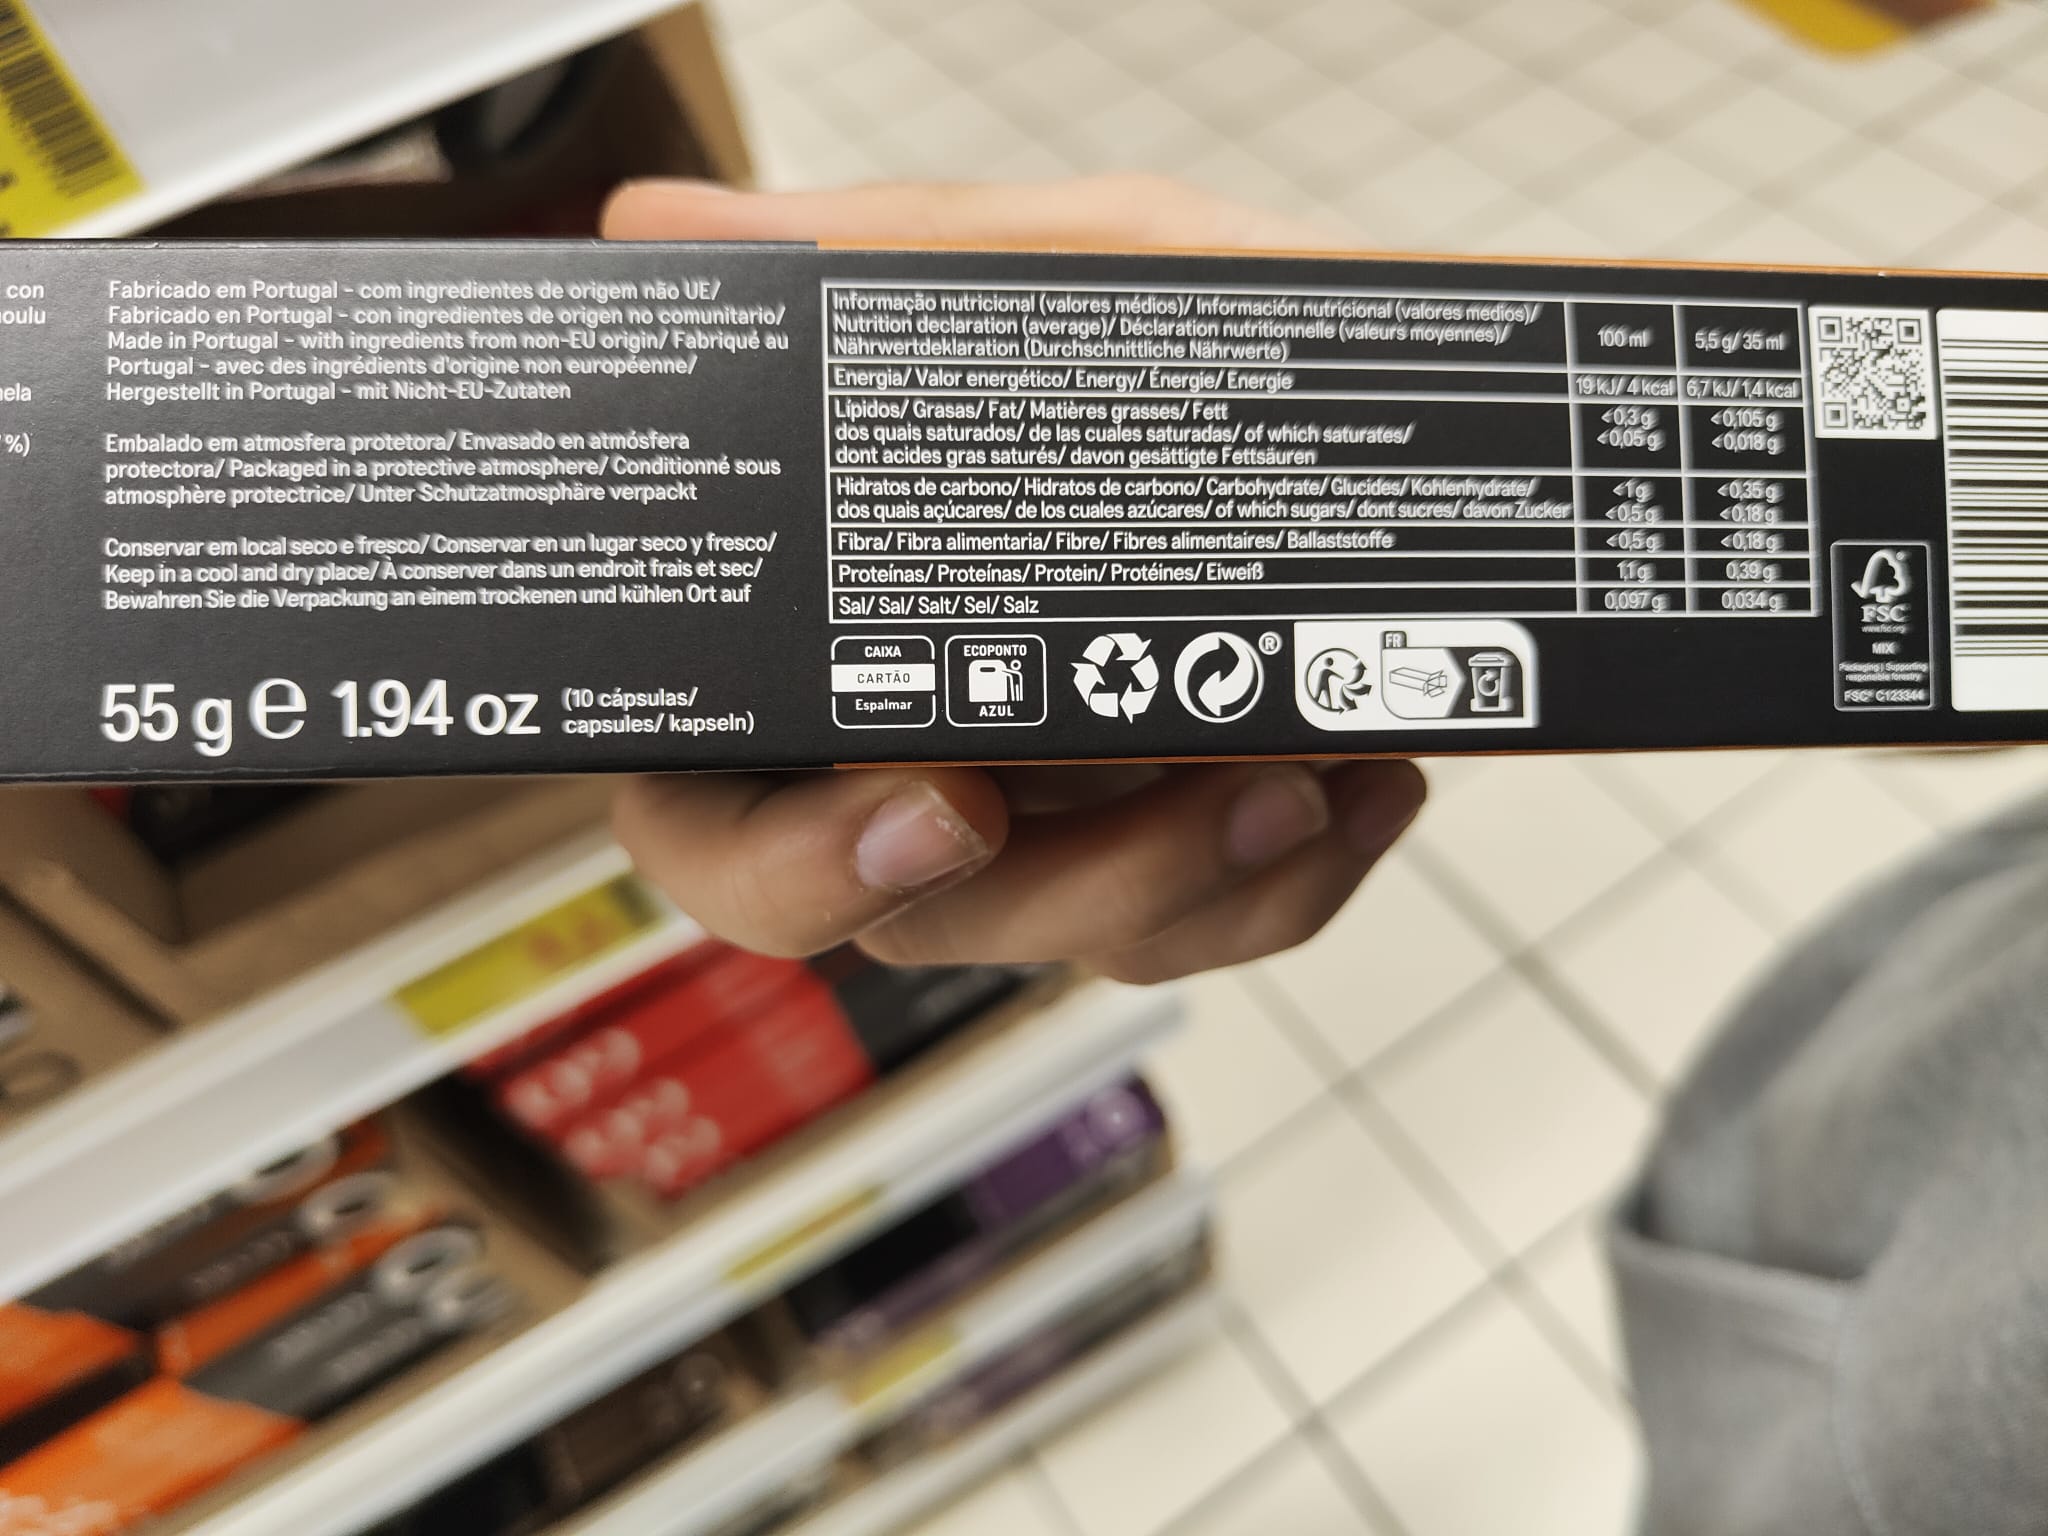 con
oulu
ela
%)
Fabricado em Portugal - com ingredientes de origem não UE/
Fabricado en Portugal - con ingredientes de origen no comunitario/
Made in Portugal - with ingredients from non-EU origin/ Fabriqué au
Portugal - avec des ingrédients d'origine non européenne/
Hergestellt in Portugal - mit Nicht-EU-Zutaten
Embalado em atmosfera protetora/ Envasado en atmósfera
protectora/ Packaged in a protective atmosphere/ Conditionné sous
atmosphère protectrice/ Unter Schutzatmosphäre verpackt
Conservar em local seco e fresco/ Conservar en un lugar seco y fresco/
Keep in a cool and dry place/ À conserver dans un endroit frais et sec/
Bewahren Sie die Verpackung an einem trockenen und kühlen Ort auf
55 g e 1.94 oz (10 cápsulas/
capsules/ kapseln)
Informação nutricional (valores médios)/ Información nutricional (valores medios)/
Nutrition declaration (average)/ Déclaration nutritionnelle (valeurs moyennes)/
Nährwertdeklaration (Durchschnittliche Nährwerte)
100 ml 5,5 g/ 35 ml
Energia/ Valor energético/ Energy/ Énergie/ Energie 19 kJ/ 4 kcal 6,7 kJ/ 1,4 kcal
Lípidos/ Grasas/ Fat/ Matières grasses/ Fett <0,3 g <0,105 g
dos quais saturados/ de las cuales saturadas/ of which saturates/ <0,05 g <0,018 g
dont acides gras saturés/ davon gesättigte Fettsäuren
Hidratos de carbono/ Hidratos de carbono/ Carbohydrate/ Glucides/ Kohlenhydrate/ <1 g <0,35 g
dos quais açúcares/ de los cuales azúcares/ of which sugars/ dont sucres/ davon Zucker <0,5 g <0,18 g
Fibra/ Fibra alimentaria/ Fibre/ Fibres alimentaires/ Ballaststoffe <0,5 g <0,18 g
Proteínas/ Proteínas/ Protein/ Protéines/ Eiweiß 1,1 g 0,39 g
Sal/ Sal/ Salt/ Sel/ Salz 0,097 g 0,034 g
CAIXA
CARTÃO
Espalmar
ECOPONTO
AZUL
®
FR
FSC
www.fsc.org
MIX
Packaging | Supporting
responsible forestry
FSC® C123344